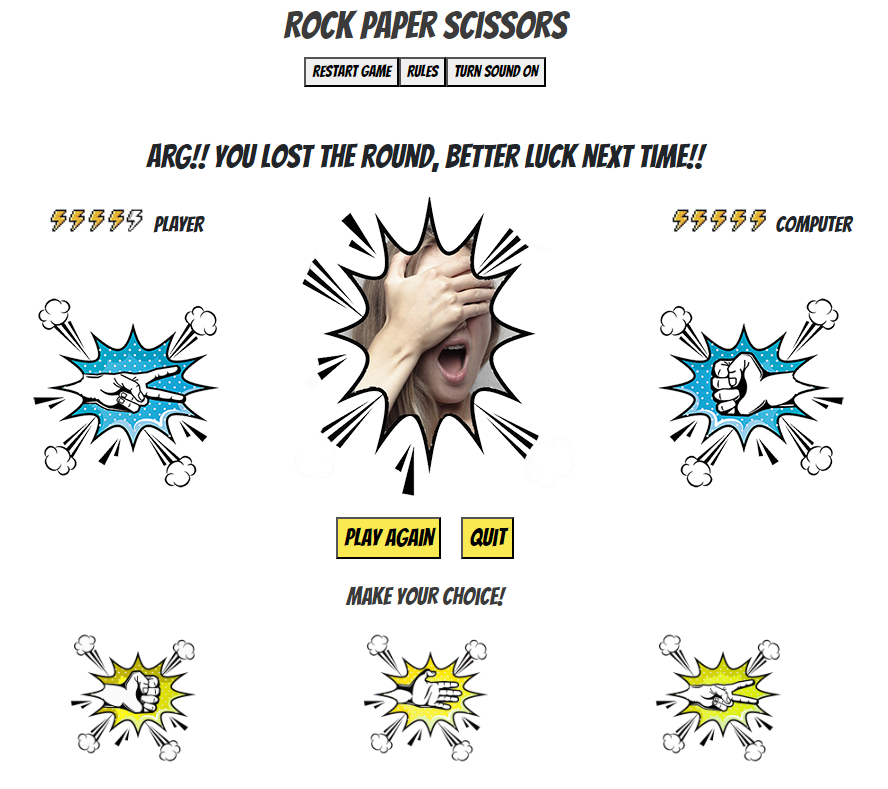 ROCK PAPER SCISSORS
RESTART GAME RULES TURN SOUND ON
ARG!! YOU LOST THE ROUND, BETTER LUCK NEXT TIME!!
PLAYER COMPUTER
PLAY AGAIN QUIT
MAKE YOUR CHOICE!